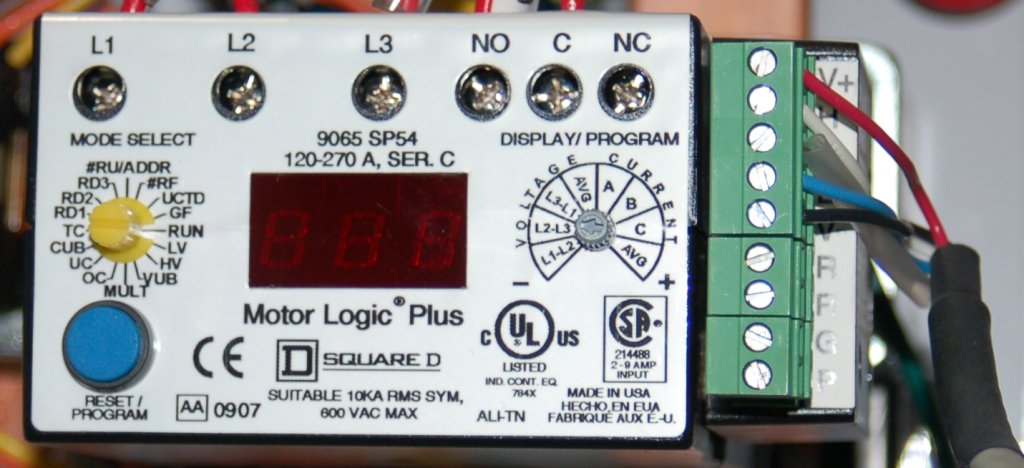 L1 L2 L3 NO C NC
MODE SELECT
9065 SP54
120-270 A, SER. C
DISPLAY/ PROGRAM
#RU/ADDR
RD3 #RF
RD2 UCTD
RD1 GF
TC RUN
CUB LV
UC HV
OC VUB
MULT
VOLTAGE CURRENT
AVG A
L3-L1 B
L2-L3 C
L1-L2 AVG
- +
Motor Logic® Plus
C UL ® US
LISTED
IND. CONT. EQ.
784X
SA ®
214488
2-9 AMP
INPUT
CE
D SQUARE D
RESET/
PROGRAM
AA 0907
SUITABLE 10KA RMS SYM,
600 VAC MAX
ALI-TN
MADE IN USA
HECHO EN EUA
FABRIQUÉ AUX É.-U.
V+
R
R
G
P